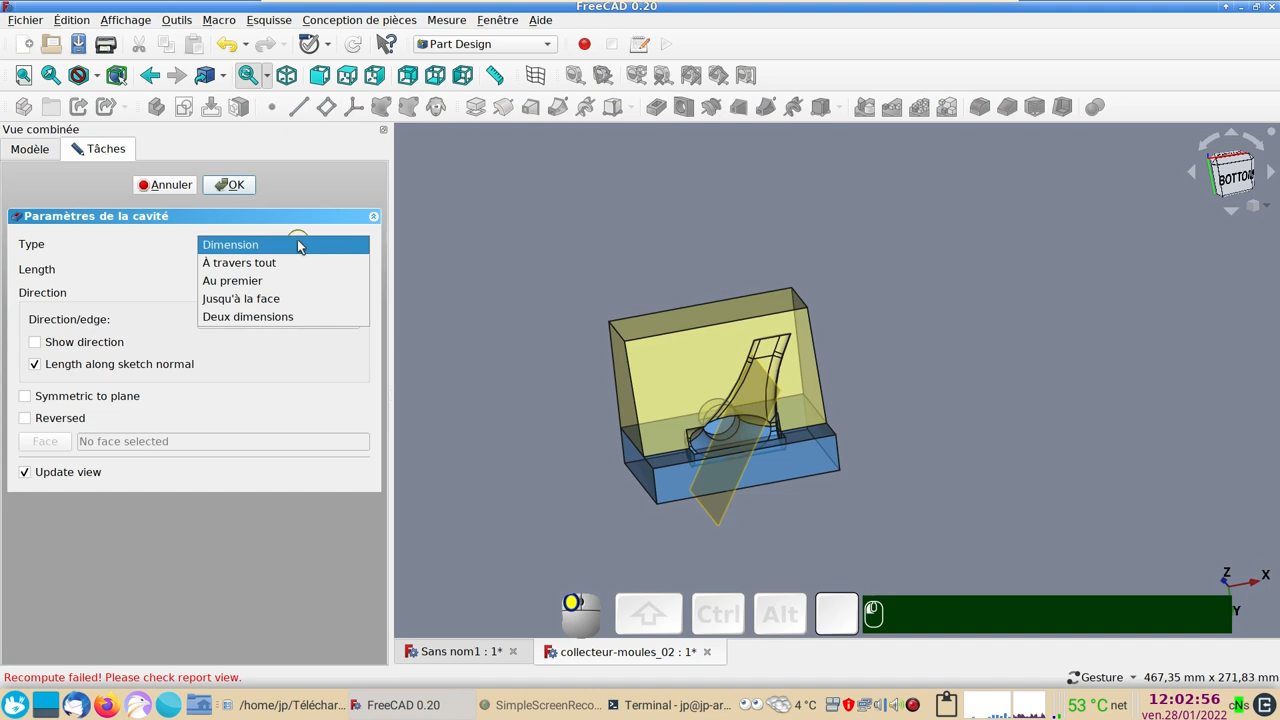 FreeCAD 0.20
Fichier Édition Affichage Outils Macro Esquisse Conception de pièces Mesure Fenêtre Aide
Part Design
Vue combinée
Modèle Tâches
Annuler OK
Paramètres de la cavité
Type Dimension
À travers tout
Length
Au premier
Direction
Jusqu'à la face
Deux dimensions
Direction/edge:
Show direction
Length along sketch normal
Symmetric to plane
Reversed
Face No face selected
Update view
BOTTOM
Z
X
Y
Ctrl Alt
Sans nom1 : 1* collecteur-moules_02 : 1*
Recompute failed! Please check report view.
Gesture 467,35 mm x 271,83 mm
/home/jp/Téléchar... FreeCAD 0.20 SimpleScreenReco... Terminal - jp@jp-ar... 4 °C 53 °C net 12:02:56 cNs
ven.28/01/2022